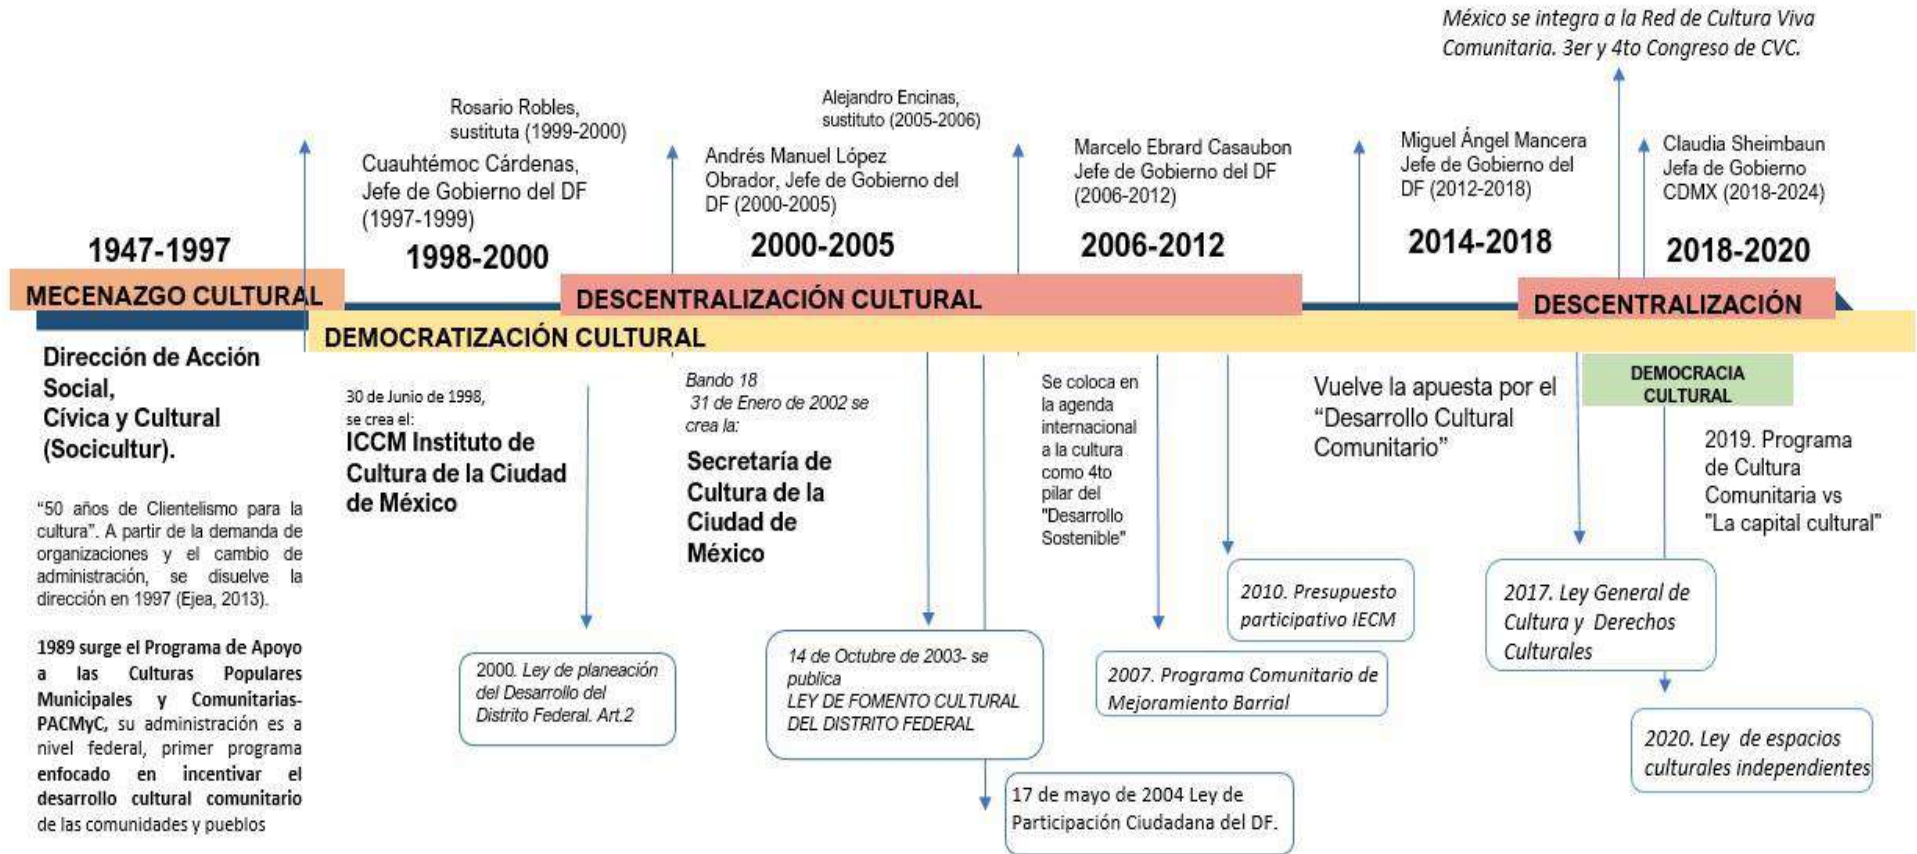 México se integra a la Red de Cultura Viva
Comunitaria. 3er y 4to Congreso de CVC.
Rosario Robles,
sustituta (1999-2000)
Cuauhtémoc Cárdenas,
Jefe de Gobierno del DF
(1997-1999)
Alejandro Encinas,
sustituto (2005-2006)
Andrés Manuel López
Obrador, Jefe de Gobierno del
DF (2000-2005)
Marcelo Ebrard Casaubon
Jefe de Gobierno del DF
(2006-2012)
Miguel Ángel Mancera
Jefe de Gobierno del
DF (2012-2018)
Claudia Sheimbaun
Jefa de Gobierno
CDMX (2018-2024)
1947-1997
1998-2000
2000-2005
2006-2012
2014-2018
2018-2020
MECENAZGO CULTURAL
DESCENTRALIZACIÓN CULTURAL
DESCENTRALIZACIÓN
DEMOCRATIZACIÓN CULTURAL
DEMOCRACIA
CULTURAL
Dirección de Acción
Social,
Cívica y Cultural
(Socicultur).
"50 años de Clientelismo para la
cultura". A partir de la demanda de
organizaciones y el cambio de
administración, se disuelve la
dirección en 1997 (Ejea, 2013).
1989 surge el Programa de Apoyo
a las Culturas Populares
Municipales y Comunitarias-
PACMyC, su administración es a
nivel federal, primer programa
enfocado en incentivar el
desarrollo cultural comunitario
de las comunidades y pueblos
30 de Junio de 1998,
se crea el:
ICCM Instituto de
Cultura de la Ciudad
de México
2000. Ley de planeación
del Desarrollo del
Distrito Federal. Art.2
Bando 18
31 de Enero de 2002 se
crea la:
Secretaría de
Cultura de la
Ciudad de
México
14 de Octubre de 2003- se
publica
LEY DE FOMENTO CULTURAL
DEL DISTRITO FEDERAL
17 de mayo de 2004 Ley de
Participación Ciudadana del DF.
Se coloca en
la agenda
internacional
a la cultura
como 4to
pilar del
"Desarrollo
Sostenible"
2010. Presupuesto
participativo IECM
2007. Programa Comunitario de
Mejoramiento Barrial
Vuelve la apuesta por el
"Desarrollo Cultural
Comunitario"
2017. Ley General de
Cultura y Derechos
Culturales
2019. Programa
de Cultura
Comunitaria vs
"La capital cultural"
2020. Ley de espacios
culturales independientes